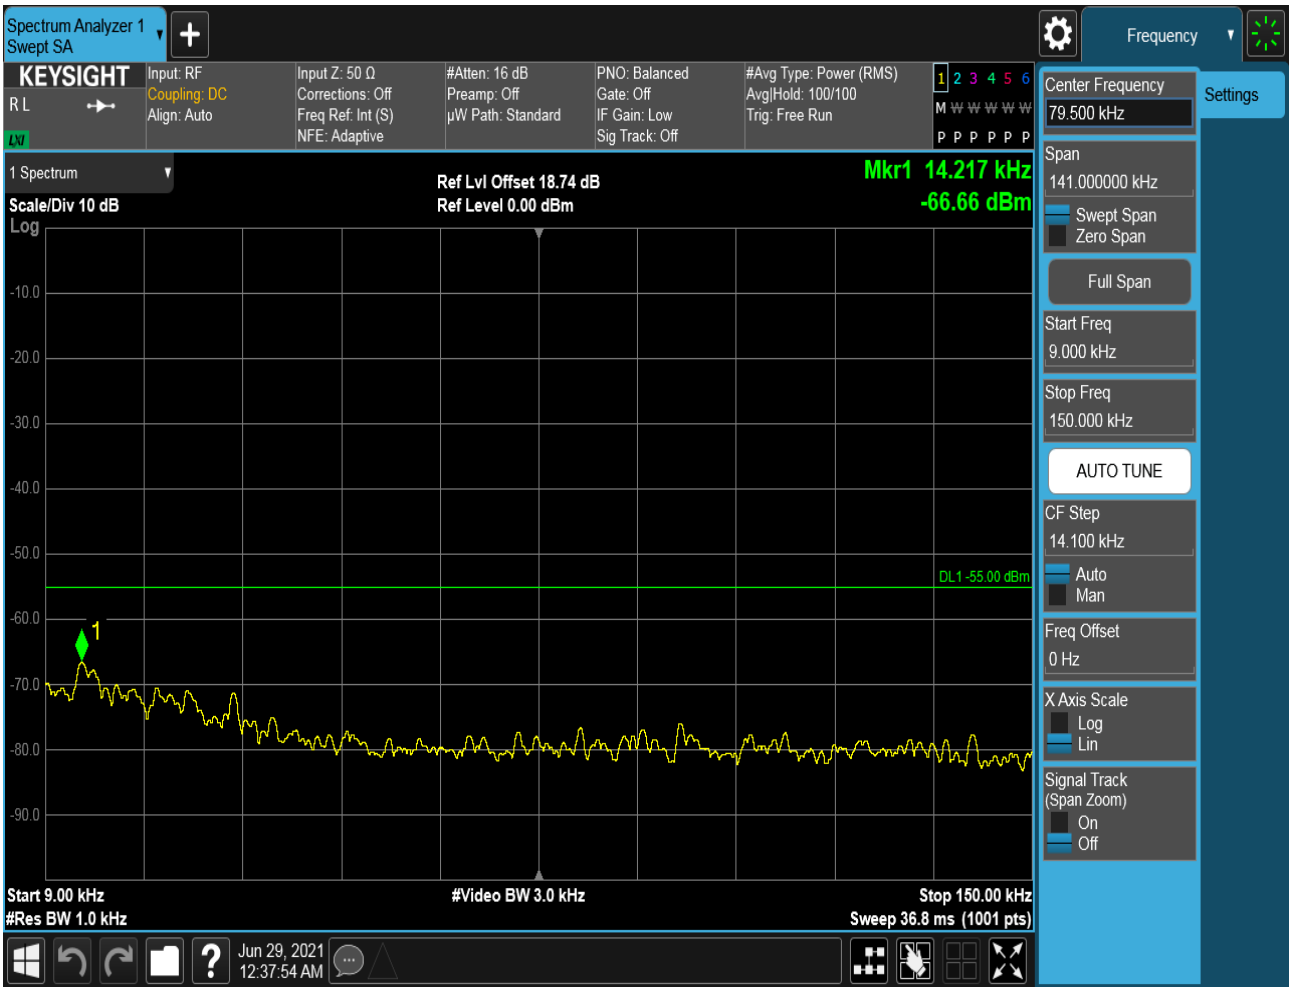 Spectrum Analyzer 1
Swept SA
Frequency
KEYSIGHT
R L
LXI
Input: RF
Coupling: DC
Align: Auto
Input Z: 50 Ω
Corrections: Off
Freq Ref: Int (S)
NFE: Adaptive
#Atten: 16 dB
Preamp: Off
µW Path: Standard
PNO: Balanced
Gate: Off
IF Gain: Low
Sig Track: Off
#Avg Type: Power (RMS)
Avg|Hold: 100/100
Trig: Free Run
1 2 3 4 5 6
M W W W W W
P P P P P P
1 Spectrum
Scale/Div 10 dB
Log
Ref Lvl Offset 18.74 dB
Ref Level 0.00 dBm
Mkr1 14.217 kHz
-66.66 dBm
-10.0
-20.0
-30.0
-40.0
-50.0
DL1 -55.00 dBm
-60.0
1
-70.0
-80.0
-90.0
Start 9.00 kHz
#Res BW 1.0 kHz
#Video BW 3.0 kHz
Stop 150.00 kHz
Sweep 36.8 ms (1001 pts)
?
Jun 29, 2021
12:37:54 AM
Center Frequency
79.500 kHz
Settings
Span
141.000000 kHz
Swept Span
Zero Span
Full Span
Start Freq
9.000 kHz
Stop Freq
150.000 kHz
AUTO TUNE
CF Step
14.100 kHz
Auto
Man
Freq Offset
0 Hz
X Axis Scale
Log
Lin
Signal Track
(Span Zoom)
On
Off